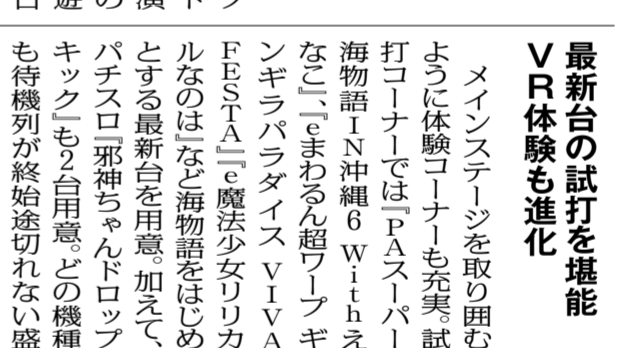 最新台の試打を堪能
VR体験も進化
メインステージを取り囲む
ように体験コーナーも充実。試
打コーナーでは『PAスーパー
海物語IN沖縄6 Withえ
なこ』、『eまわるん超ワープ ギ
ンギラパラダイス VIVA
FESTA』『e魔法少女リリカ
ルなのは』など海物語をはじめ
とする最新台を用意。加えて、
パチスロ『邪神ちゃんドロップ
キック』も2台用意。どの機種
も待機列が終始途切れない盛